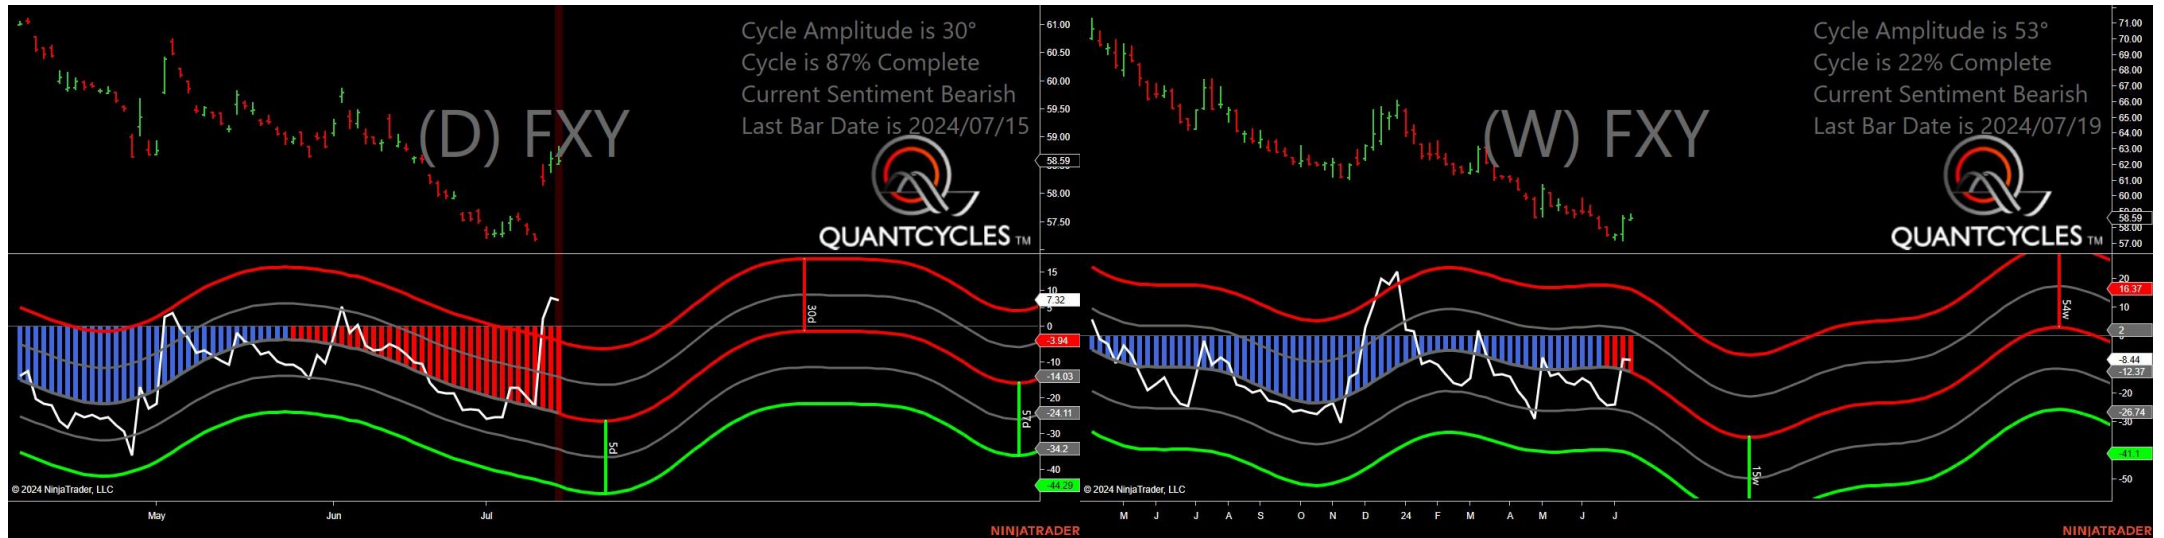 Cycle Amplitude is 30°
Cycle is 87% Complete
Current Sentiment Bearish
Last Bar Date is 2024/07/15
(D) FXY
QUANTCYCLES TM
61.00
60.50
60.00
59.50
59.00
58.59
58.00
57.50
15
10
7.32
5
0
-3.94
-10
-14.03
-20
-24.11
-30
-34.2
-40
-44.29
30d
5d
57d
© 2024 NinjaTrader, LLC
May Jun Jul
NINJATRADER
Cycle Amplitude is 53°
Cycle is 22% Complete
Current Sentiment Bearish
Last Bar Date is 2024/07/19
(W) FXY
QUANTCYCLES TM
71.00
70.00
69.00
68.00
67.00
66.00
65.00
64.00
63.00
62.00
61.00
60.00
58.59
58.00
57.00
20
16.37
10
2
-8.44
-12.37
-20
-26.74
-30
-41.1
-50
54w
15w
© 2024 NinjaTrader, LLC
M J J A S O N D 24 F M A M J J
NINJATRADER